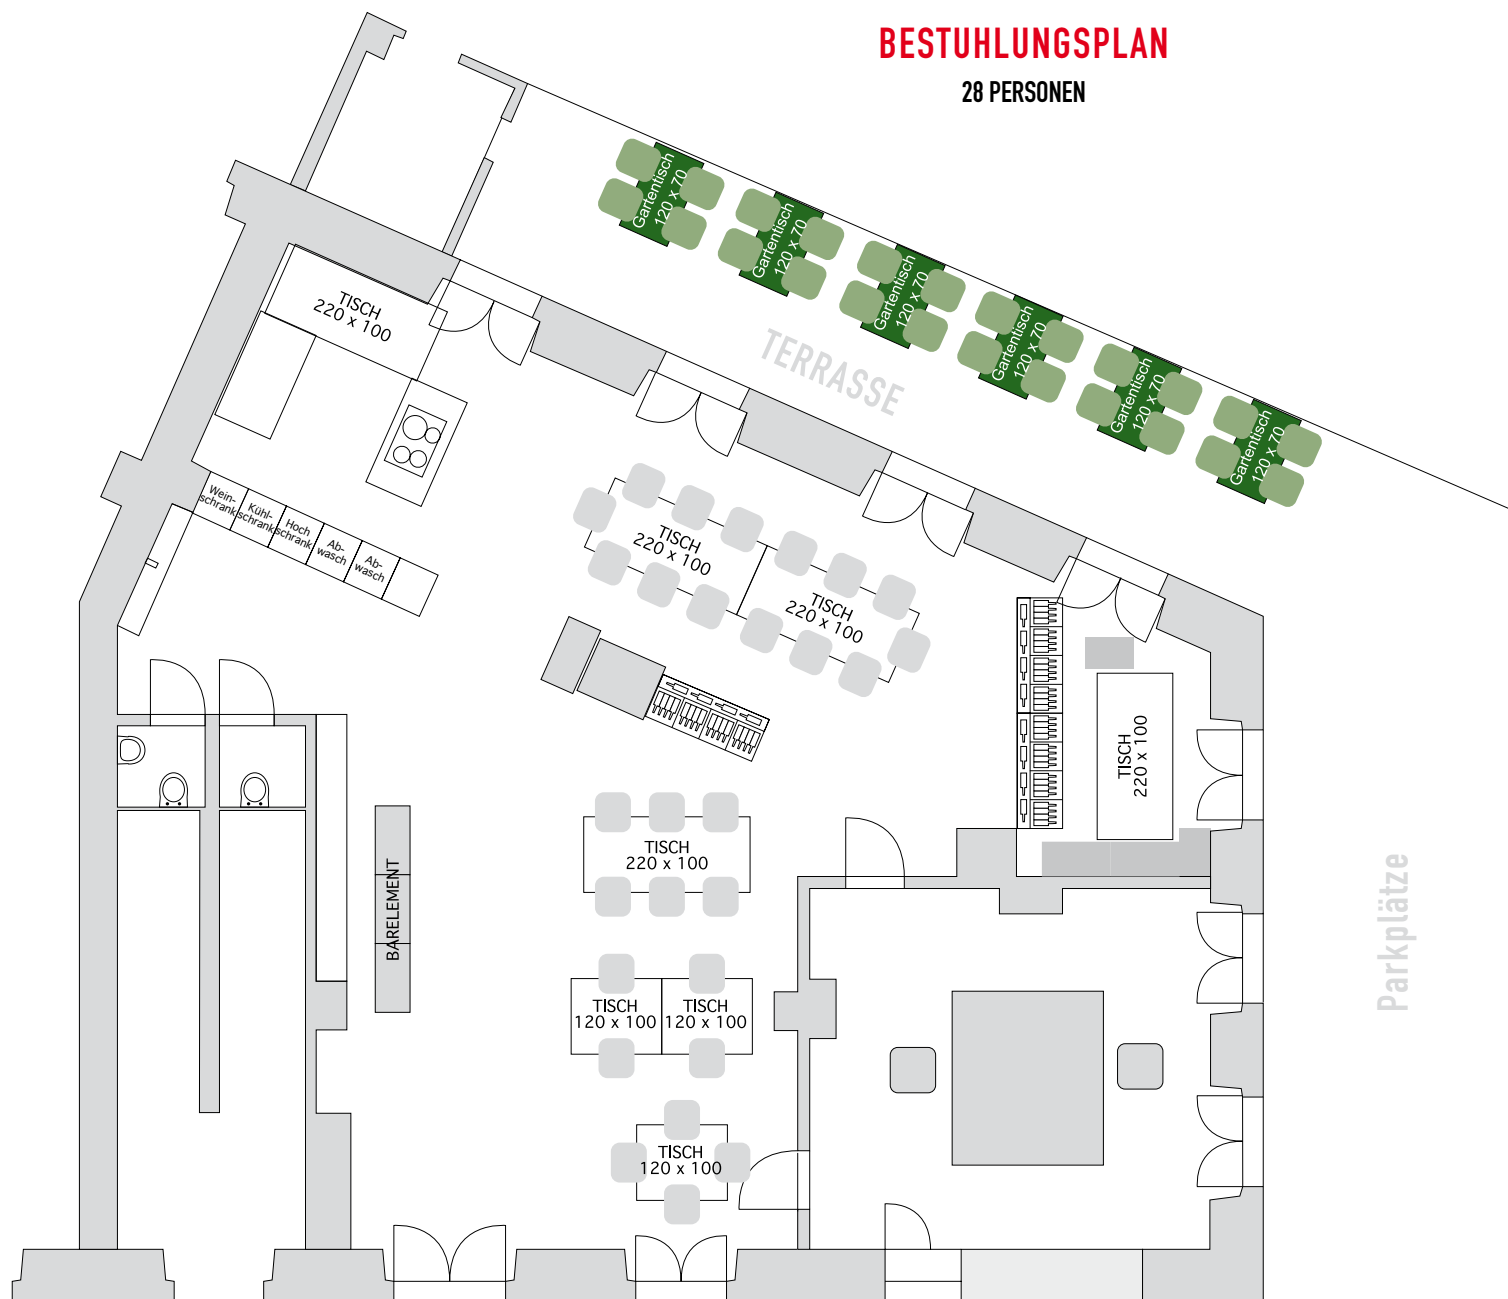 BESTUHLUNGSPLAN
28 PERSONEN
Gartentisch
120 x 70
Gartentisch
120 x 70
Gartentisch
120 x 70
Gartentisch
120 x 70
Gartentisch
120 x 70
Gartentisch
120 x 70
TERRASSE
TISCH
220 x 100
Wein-
schrank
Kühl-
schrank
Hoch
schrank
Ab-
wasch
Ab-
wasch
TISCH
220 x 100
TISCH
220 x 100
TISCH
220 x 100
TISCH
220 x 100
BARELEMENT
TISCH
120 x 100
TISCH
120 x 100
TISCH
120 x 100
Parkplätze